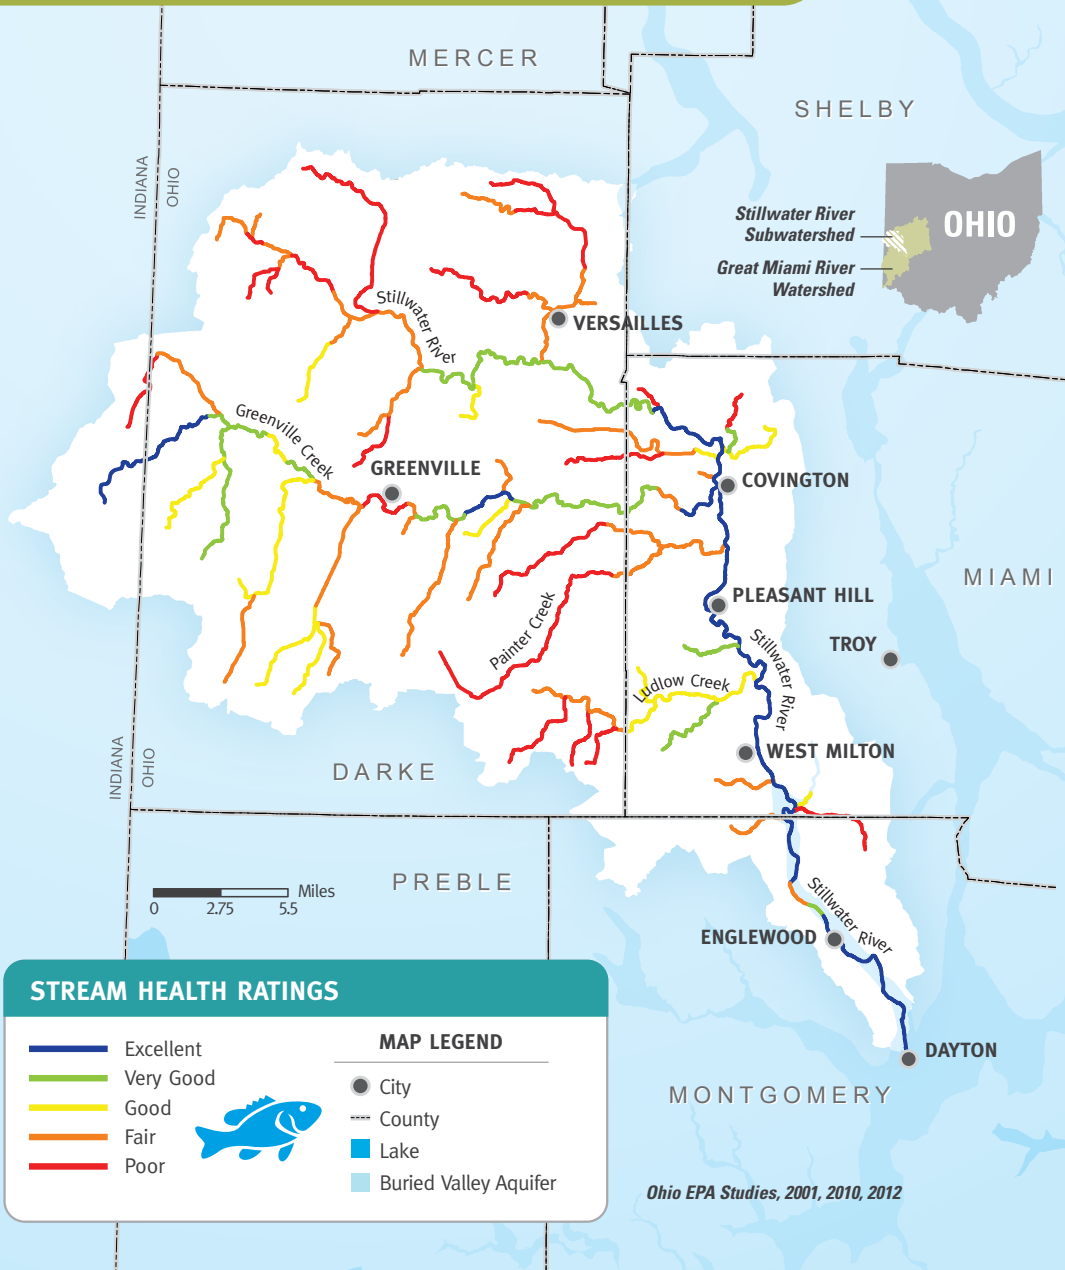 MERCER
SHELBY
INDIANA
OHIO
Stillwater River
Subwatershed
OHIO
Great Miami River
Watershed
Stillwater River
VERSAILLES
Greenville Creek
GREENVILLE
COVINGTON
MIAMI
PLEASANT HILL
Painter Creek
TROY
Stillwater River
Ludlow Creek
WEST MILTON
INDIANA
OHIO
DARKE
PREBLE
Miles
0 2.75 5.5
Stillwater River
ENGLEWOOD
DAYTON
MONTGOMERY
STREAM HEALTH RATINGS
Excellent
Very Good
Good
Fair
Poor
MAP LEGEND
City
County
Lake
Buried Valley Aquifer
Ohio EPA Studies, 2001, 2010, 2012